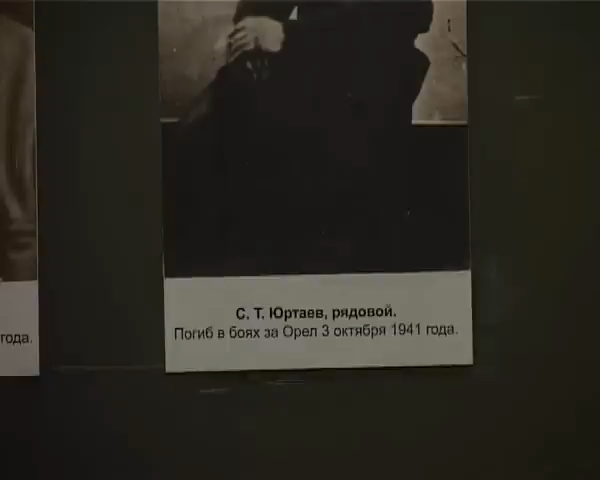 года.
С. Т. Юртаев, рядовой.
Погиб в боях за Орел 3 октября 1941 года.